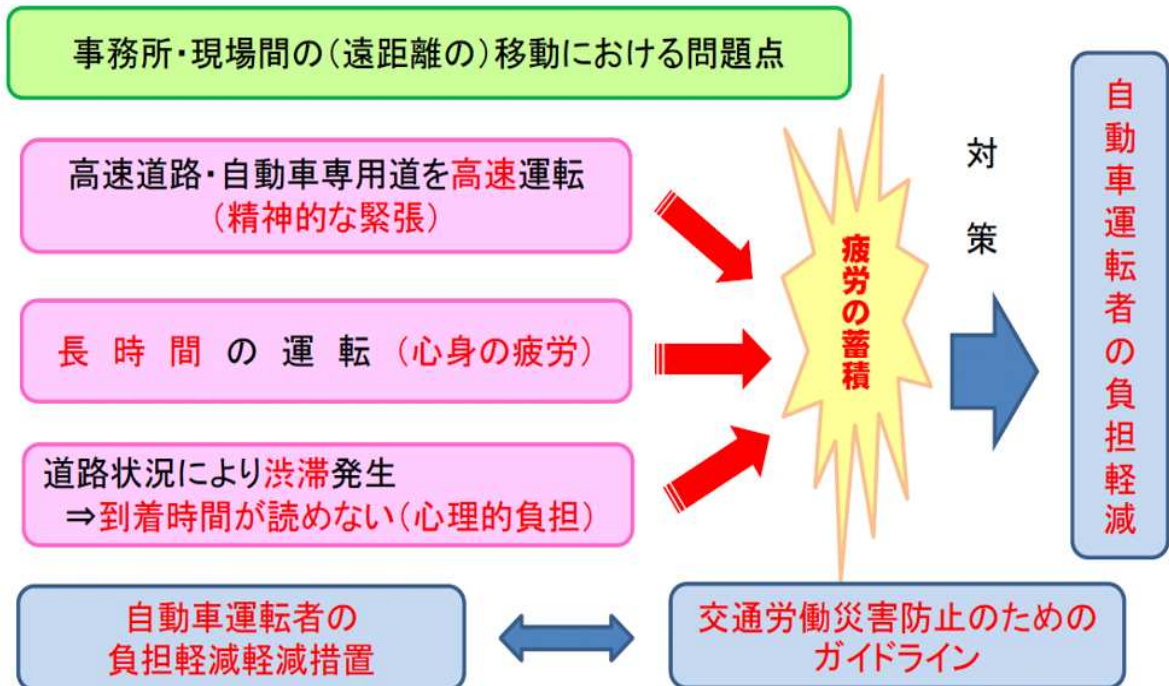 事務所・現場間の(遠距離の)移動における問題点
高速道路・自動車専用道を高速運転
(精神的な緊張)
長時間の運転(心身の疲労)
道路状況により渋滞発生
⇒到着時間が読めない(心理的負担)
疲労の蓄積
対策
自動車運転者の負担軽減
自動車運転者の
負担軽減軽減措置
交通労働災害防止のための
ガイドライン